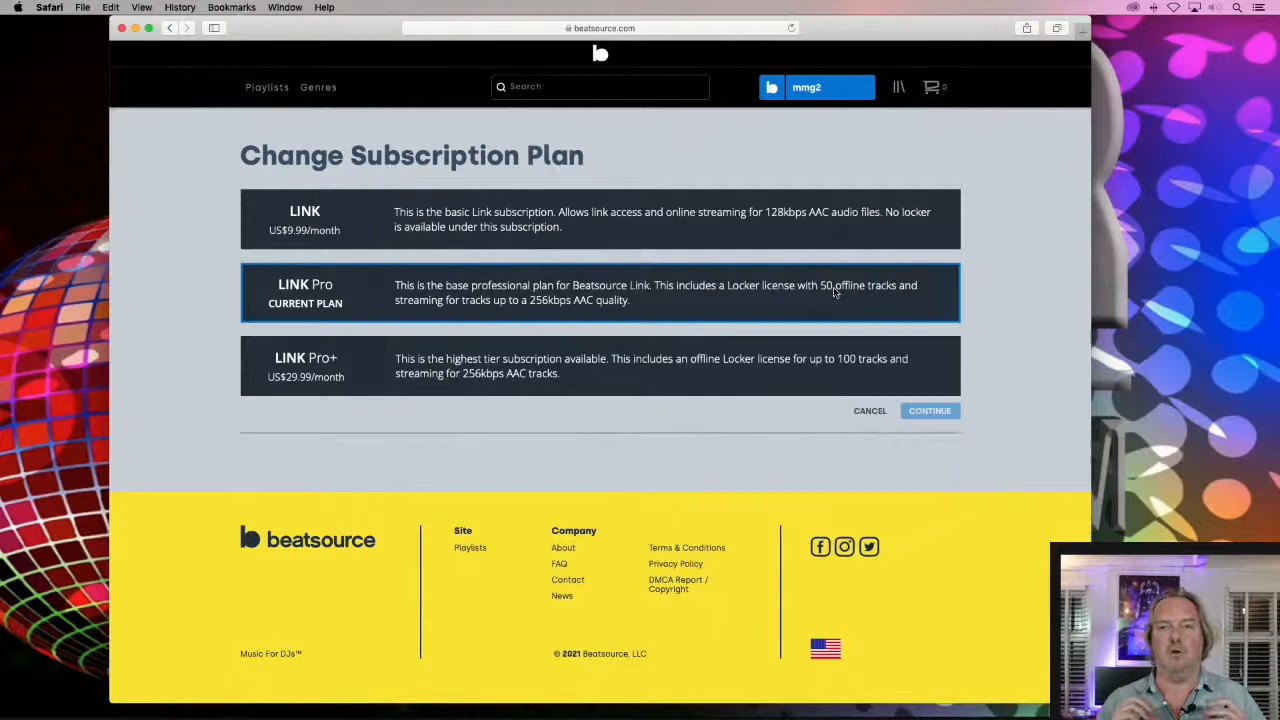 Safari File Edit View History Bookmarks Window Help
beatsource.com
b
Playlists Genres
Search
b mmg2
0
Change Subscription Plan
LINK
US$9.99/month
This is the basic Link subscription. Allows link access and online streaming for 128kbps AAC audio files. No locker
is available under this subscription.
LINK Pro
CURRENT PLAN
This is the base professional plan for Beatsource Link. This includes a Locker license with 50 offline tracks and
streaming for tracks up to a 256kbps AAC quality.
LINK Pro+
US$29.99/month
This is the highest tier subscription available. This includes an offline Locker license for up to 100 tracks and
streaming for 256kbps AAC tracks.
CANCEL CONTINUE
beatsource
Site
Playlists
Company
About
FAQ
Contact
News
Terms & Conditions
Privacy Policy
DMCA Report /
Copyright
Music For DJs™
© 2021 Beatsource, LLC